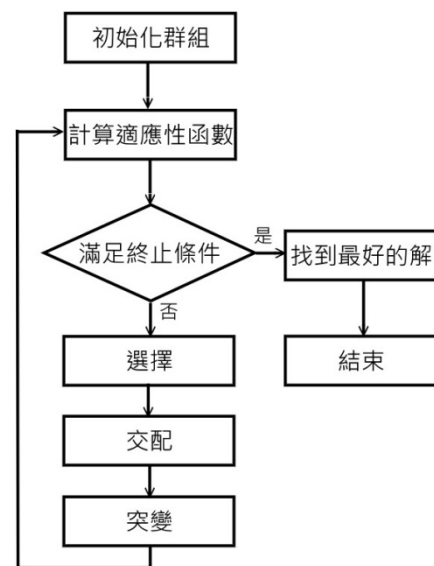 初始化群組
計算適應性函數
滿足終止條件
是
找到最好的解
否
選擇
結束
交配
突變